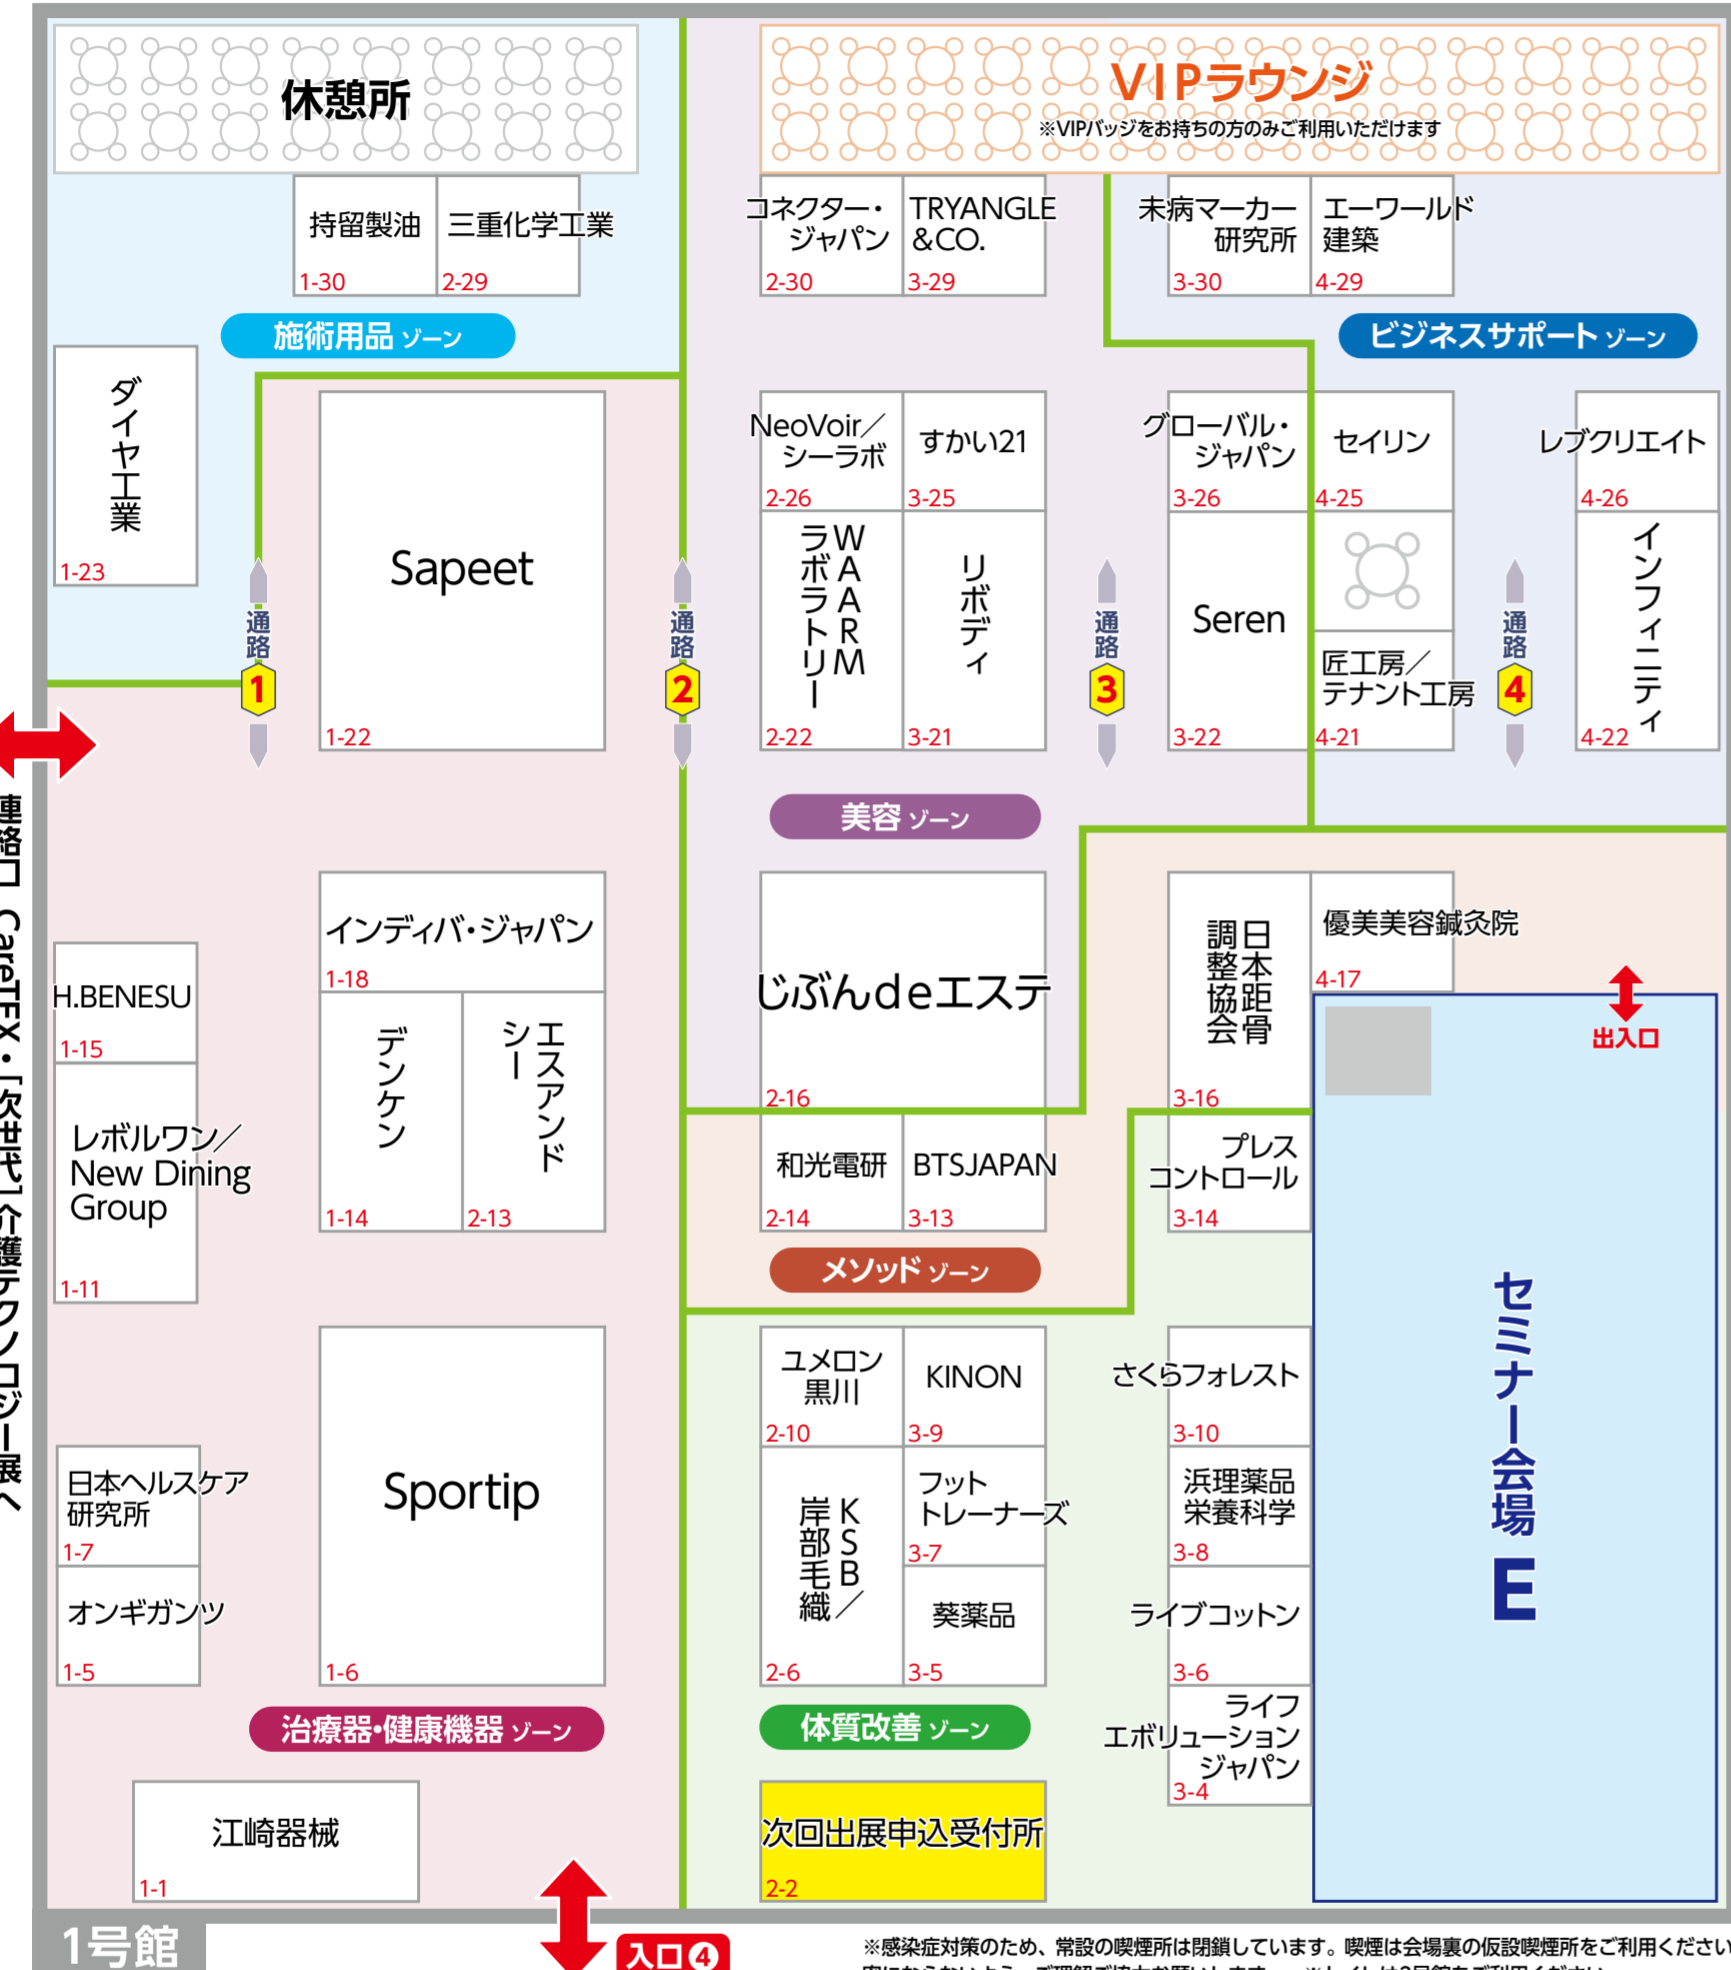 休憩所
VIPラウンジ
※VIPバッジをお持ちの方のみご利用いただけます
持留製油
1-30
三重化学工業
2-29
コネクター・
ジャパン
2-30
TRYANGLE
&CO.
3-29
未病マーカー
研究所
3-30
エーワールド
建築
4-29
施術用品 ゾーン
ビジネスサポート ゾーン
ダイヤ工業
1-23
Sapeet
1-22
NeoVoir／
シーラボ
2-26
すかい21
3-25
グローバル・
ジャパン
3-26
セイリン
4-25
レブクリエイト
4-26
WAARM
ラボラトリー
2-22
リボディ
3-21
Seren
3-22
匠工房／
テナント工房
4-21
インフィニティ
4-22
通路
1
通路
2
通路
3
通路
4
美容 ゾーン
連絡口 CareTEX・「次世代」介護テクノロジー展へ
インディバ・ジャパン
1-18
H.BENESU
1-15
レボルワン／
New Dining
Group
1-11
デンケン
1-14
エスアンド
シー
2-13
じぶんdeエステ
2-16
日本距骨
調整協会
3-16
優美美容鍼灸院
4-17
出入口
和光電研
2-14
BTSJAPAN
3-13
プレス
コントロール
3-14
メソッド ゾーン
セミナー会場 E
ユメロン
黒川
2-10
KINON
3-9
さくらフォレスト
3-10
日本ヘルスケア
研究所
1-7
オンギガンツ
1-5
Sportip
1-6
KSB／
岸部毛織
2-6
フット
トレーナーズ
3-7
葵薬品
3-5
浜理薬品
栄養科学
3-8
ライブコットン
3-6
ライフ
エボリューション
ジャパン
3-4
治療器・健康機器 ゾーン
体質改善 ゾーン
江崎器械
1-1
次回出展申込受付所
2-2
1号館
入口4
※感染症対策のため、常設の喫煙所は閉鎖しています。喫煙は会場裏の仮設喫煙所をご利用ください